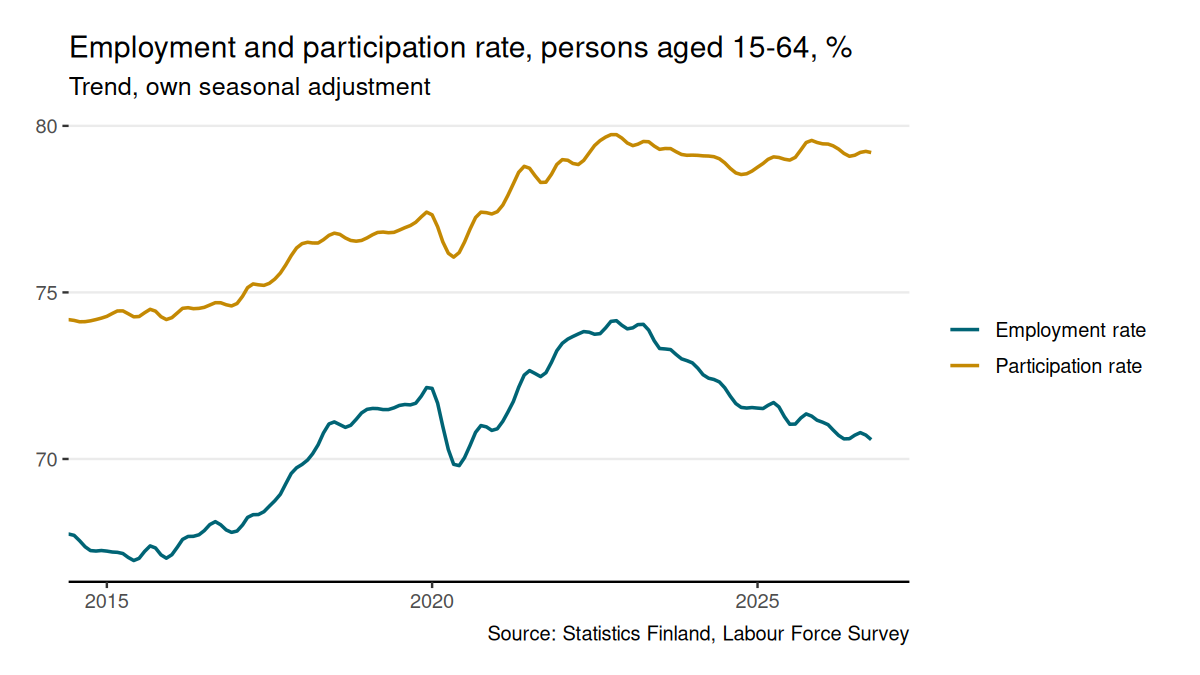 Employment and participation rate, persons aged 15-64, %
Trend, own seasonal adjustment
80
75
70
2015
2020
2025
Employment rate
Participation rate
Source: Statistics Finland, Labour Force Survey